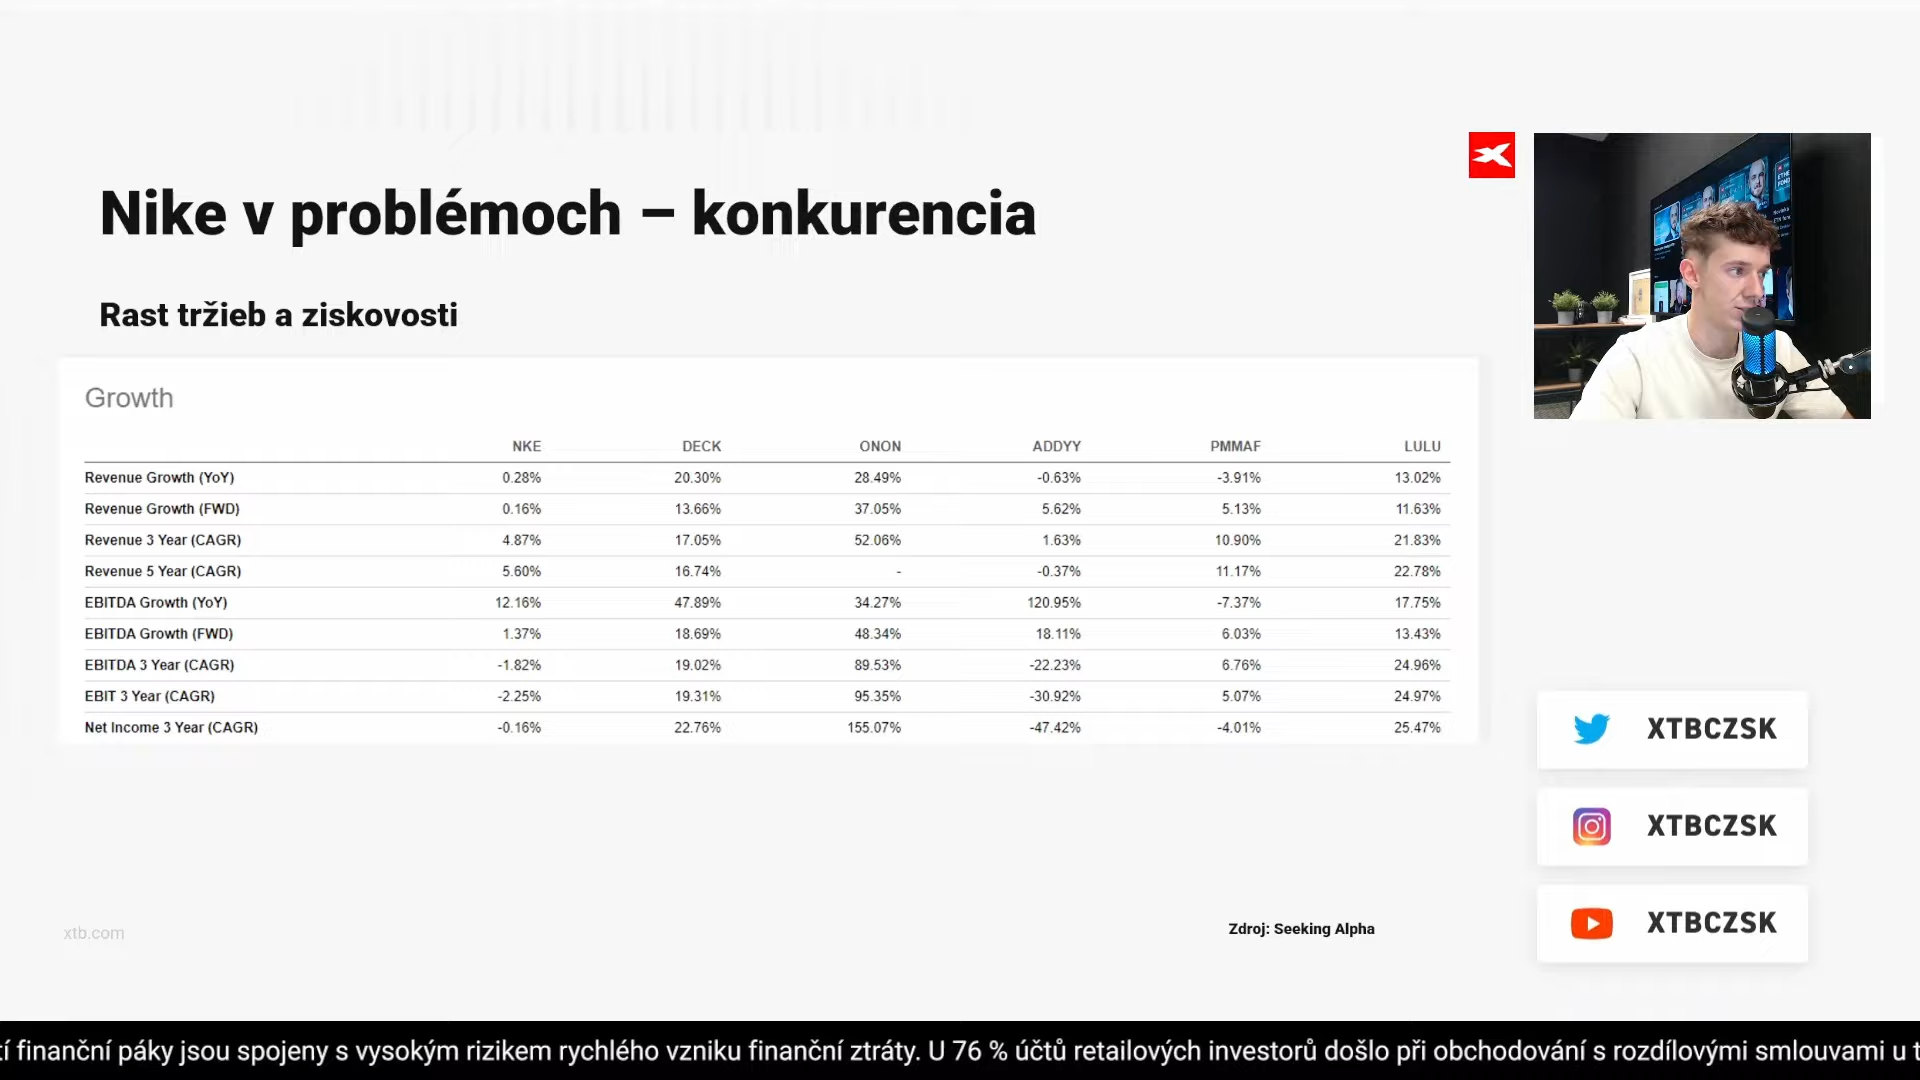 Nike v problémoch – konkurencia
Rast tržieb a ziskovosti
Growth
NKE DECK ONON ADDYY PMMAF LULU
Revenue Growth (YoY) 0.28% 20.30% 28.49% -0.63% -3.91% 13.02%
Revenue Growth (FWD) 0.16% 13.66% 37.05% 5.62% 5.13% 11.63%
Revenue 3 Year (CAGR) 4.87% 17.05% 52.06% 1.63% 10.90% 21.83%
Revenue 5 Year (CAGR) 5.60% 16.74% - -0.37% 11.17% 22.78%
EBITDA Growth (YoY) 12.16% 47.89% 34.27% 120.95% -7.37% 17.75%
EBITDA Growth (FWD) 1.37% 18.69% 48.34% 18.11% 6.03% 13.43%
EBITDA 3 Year (CAGR) -1.82% 19.02% 89.53% -22.23% 6.76% 24.96%
EBIT 3 Year (CAGR) -2.25% 19.31% 95.35% -30.92% 5.07% 24.97%
Net Income 3 Year (CAGR) -0.16% 22.76% 155.07% -47.42% -4.01% 25.47%
XTBCZSK
XTBCZSK
XTBCZSK
xtb.com
Zdroj: Seeking Alpha
tí finanční páky jsou spojeny s vysokým rizikem rychlého vzniku finanční ztráty. U 76 % účtů retailových investorů došlo při obchodování s rozdílovými smlouvami u t